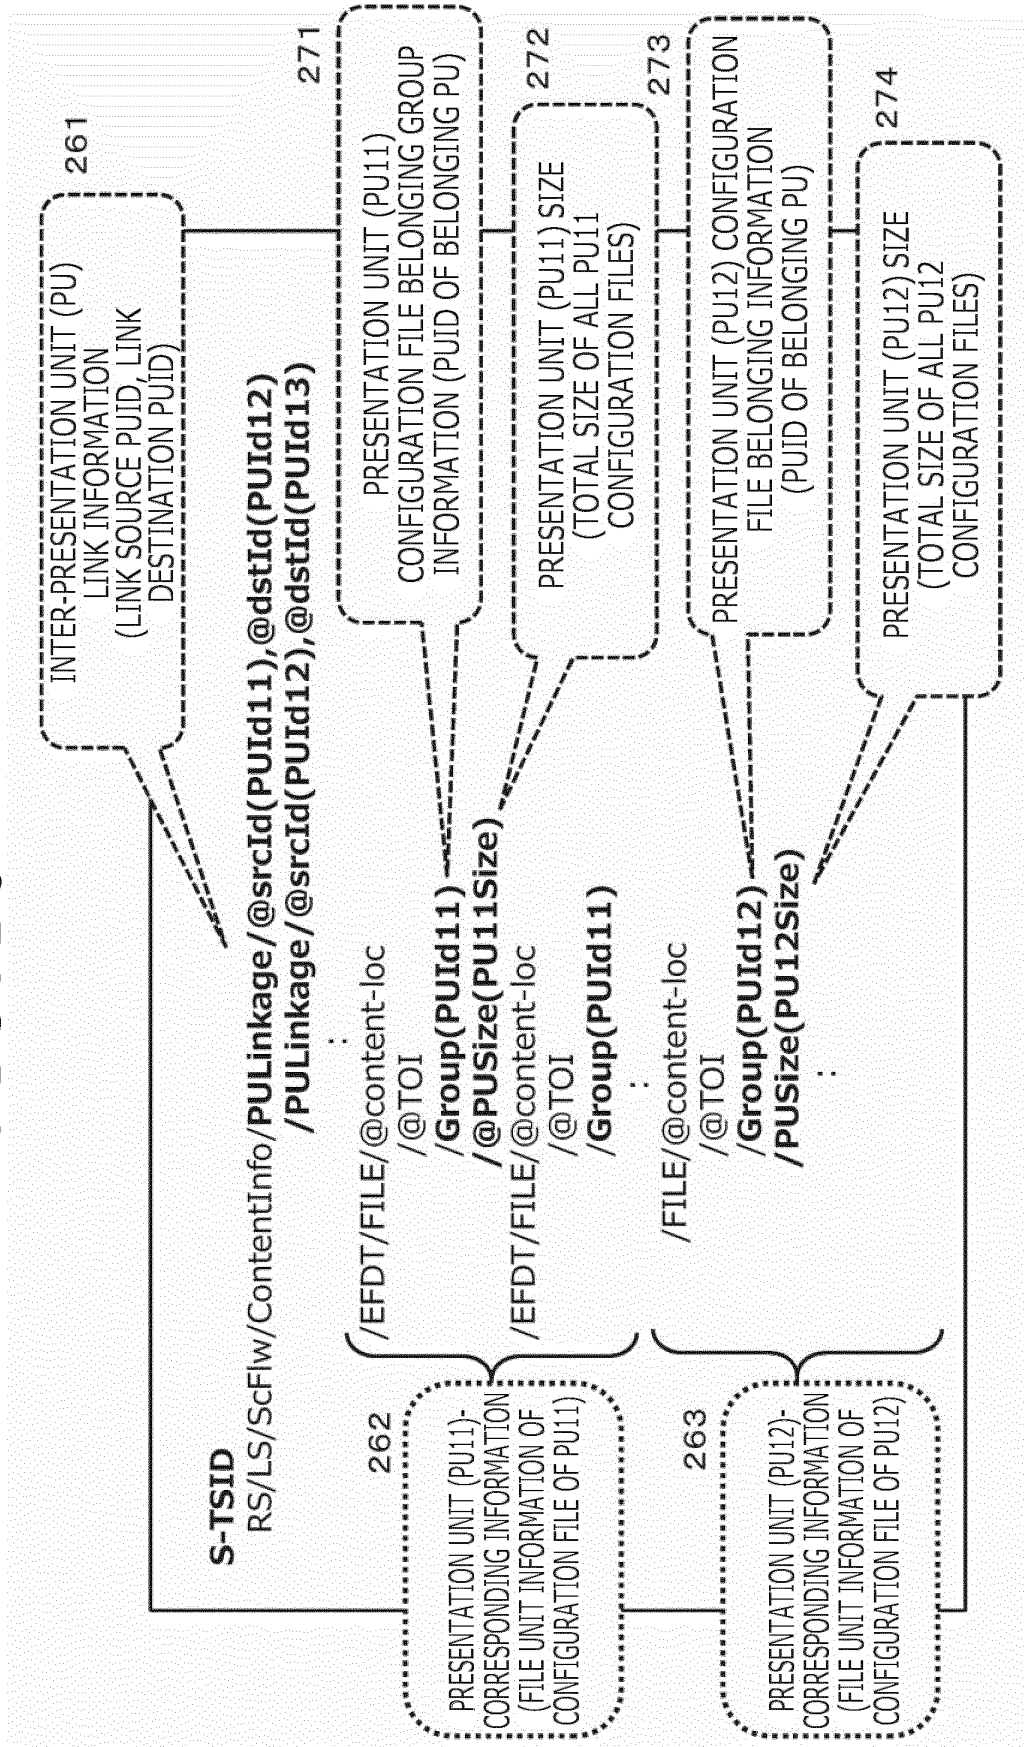 261
INTER-PRESENTATION UNIT (PU)
LINK INFORMATION
(LINK SOURCE PUID, LINK
DESTINATION PUID)
S-TSID
RS/LS/ScFlw/ContentInfo/PULinkage/@srcId(PUId11),@dstId(PUId12)
/PULinkage/@srcId(PUId12),@dstId(PUId13)
:
262
PRESENTATION UNIT (PU11)-
CORRESPONDING INFORMATION
(FILE UNIT INFORMATION OF
CONFIGURATION FILE OF PU11)
/EFDT/FILE/@content-loc
/@TOI
/Group(PUId11)
/@PUSize(PU11Size)
/EFDT/FILE/@content-loc
/@TOI
/Group(PUId11)
:
271
PRESENTATION UNIT (PU11)
CONFIGURATION FILE BELONGING GROUP
INFORMATION (PUID OF BELONGING PU)
272
PRESENTATION UNIT (PU11) SIZE
(TOTAL SIZE OF ALL PU11
CONFIGURATION FILES)
263
PRESENTATION UNIT (PU12)-
CORRESPONDING INFORMATION
(FILE UNIT INFORMATION OF
CONFIGURATION FILE OF PU12)
/FILE/@content-loc
/@TOI
/Group(PUId12)
/PUSize(PU12Size)
:
273
PRESENTATION UNIT (PU12) CONFIGURATION
FILE BELONGING INFORMATION
(PUID OF BELONGING PU)
274
PRESENTATION UNIT (PU12) SIZE
(TOTAL SIZE OF ALL PU12
CONFIGURATION FILES)